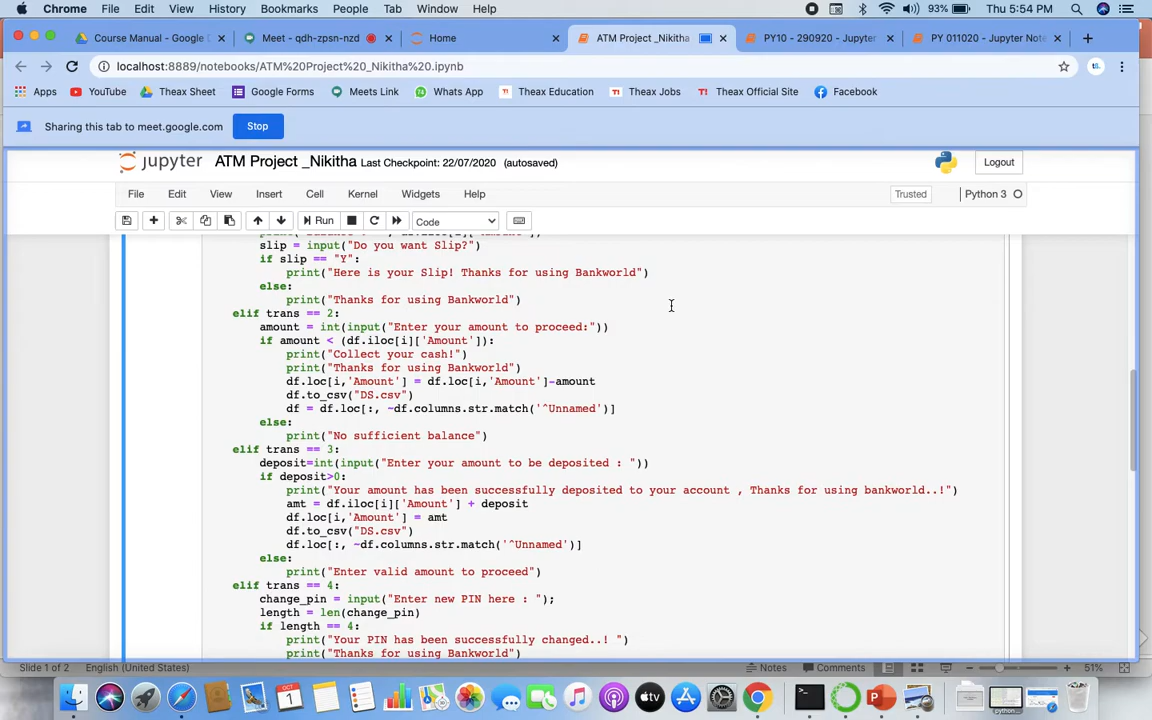 Chrome File Edit View History Bookmarks People Tab Window Help 93% Thu 5:54 PM
Course Manual - Google D Meet - qdh-zpsn-nzd Home ATM Project _Nikitha PY10 - 290920 - Jupyter PY 011020 - Jupyter Note
localhost:8889/notebooks/ATM%20Project%20_Nikitha%20.ipynb
Apps YouTube Theax Sheet Google Forms Meets Link Whats App Theax Education Theax Jobs Theax Official Site Facebook
Sharing this tab to meet.google.com Stop
jupyter ATM Project _Nikitha Last Checkpoint: 22/07/2020 (autosaved) Logout
File Edit View Insert Cell Kernel Widgets Help Trusted Python 3
Run Code
slip = input("Do you want Slip?")
if slip == "Y":
print("Here is your Slip! Thanks for using Bankworld")
else:
print("Thanks for using Bankworld")
elif trans == 2:
amount = int(input("Enter your amount to proceed:"))
if amount < (df.iloc[i]['Amount']):
print("Collect your cash!")
print("Thanks for using Bankworld")
df.loc[i,'Amount'] = df.loc[i,'Amount']-amount
df.to_csv("DS.csv")
df = df.loc[:, ~df.columns.str.match('^Unnamed')]
else:
print("No sufficient balance")
elif trans == 3:
deposit=int(input("Enter your amount to be deposited : "))
if deposit>0:
print("Your amount has been successfully deposited to your account , Thanks for using bankworld..!")
amt = df.iloc[i]['Amount'] + deposit
df.loc[i,'Amount'] = amt
df.to_csv("DS.csv")
df.loc[:, ~df.columns.str.match('^Unnamed')]
else:
print("Enter valid amount to proceed")
elif trans == 4:
change_pin = input("Enter new PIN here : ");
length = len(change_pin)
if length == 4:
print("Your PIN has been successfully changed..! ")
print("Thanks for using Bankworld")
Slide 1 of 2 English (United States) Notes Comments 51%